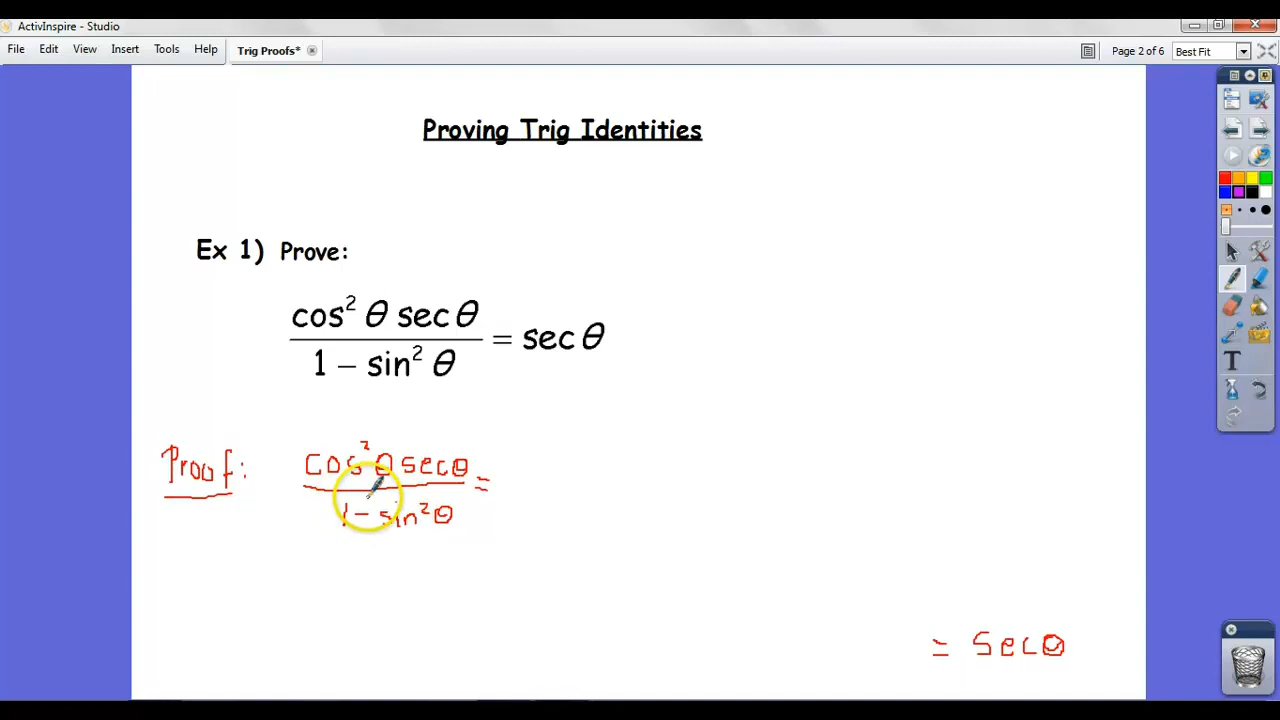 ActivInspire - Studio
File Edit View Insert Tools Help Trig Proofs* Page 2 of 6 Best Fit
Proving Trig Identities
Ex 1) Prove:
cos² θ sec θ
= sec θ
1 − sin² θ
Proof: cos²θ secθ
=
1 − sin²θ
= secθ
T